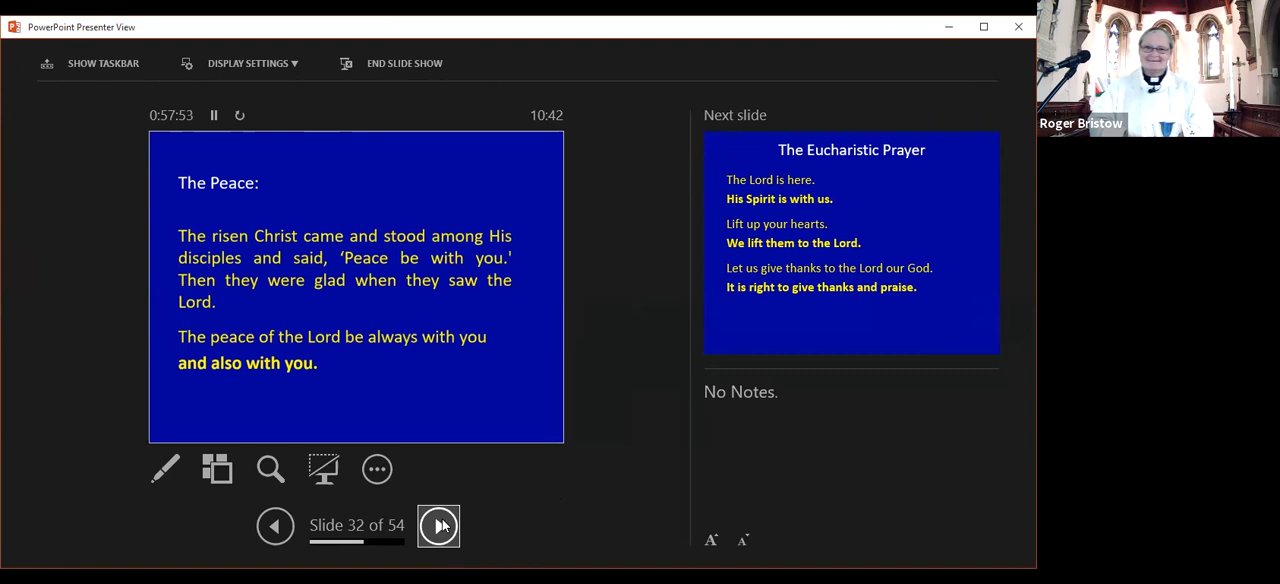 PowerPoint Presenter View
SHOW TASKBAR
DISPLAY SETTINGS ▼
END SLIDE SHOW
0:57:53
10:42
The Peace:
The risen Christ came and stood among His
disciples and said, ‘Peace be with you.'
Then they were glad when they saw the
Lord.
The peace of the Lord be always with you
and also with you.
Slide 32 of 54
Next slide
The Eucharistic Prayer
The Lord is here.
His Spirit is with us.
Lift up your hearts.
We lift them to the Lord.
Let us give thanks to the Lord our God.
It is right to give thanks and praise.
No Notes.
A A
Roger Bristow